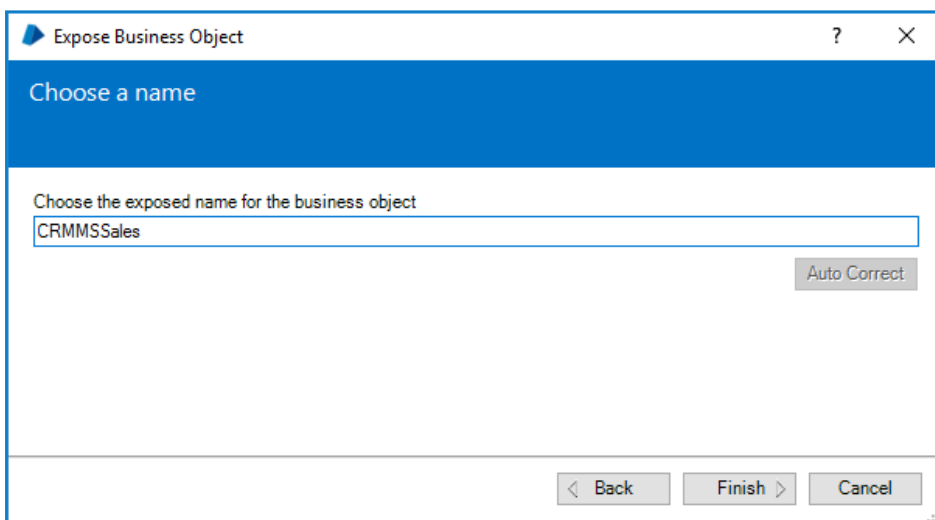 Expose Business Object ?
Choose a name
Choose the exposed name for the business object
CRMMSSales
Auto Correct
Back Finish Cancel